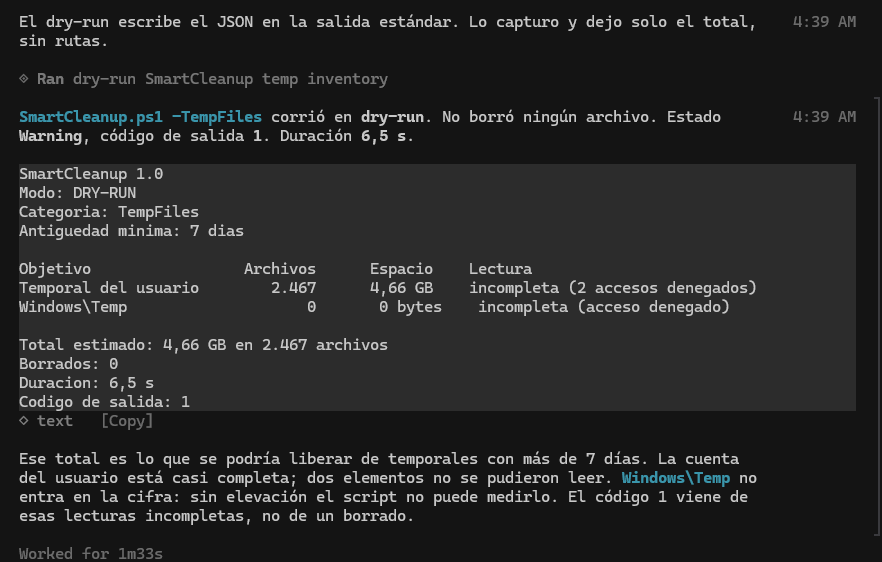 El dry-run escribe el JSON en la salida estándar. Lo capturo y dejo solo el total,    4:39 AM
sin rutas.
◇ Ran dry-run SmartCleanup temp inventory
SmartCleanup.ps1 -TempFiles corrió en dry-run. No borró ningún archivo. Estado    4:39 AM
Warning, código de salida 1. Duración 6,5 s.
SmartCleanup 1.0
Modo: DRY-RUN
Categoria: TempFiles
Antiguedad minima: 7 dias
Objetivo                 Archivos      Espacio    Lectura
Temporal del usuario        2.467      4,66 GB    incompleta (2 accesos denegados)
Windows\Temp                    0       0 bytes    incompleta (acceso denegado)
Total estimado: 4,66 GB en 2.467 archivos
Borrados: 0
Duracion: 6,5 s
Codigo de salida: 1
◇ text   [Copy]
Ese total es lo que se podría liberar de temporales con más de 7 días. La cuenta
del usuario está casi completa; dos elementos no se pudieron leer. Windows\Temp no
entra en la cifra: sin elevación el script no puede medirlo. El código 1 viene de
esas lecturas incompletas, no de un borrado.
Worked for 1m33s